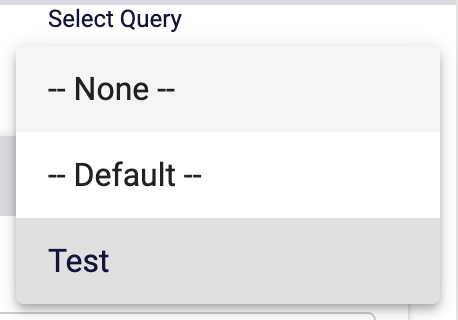 Select Query
-- None --
-- Default --
Test